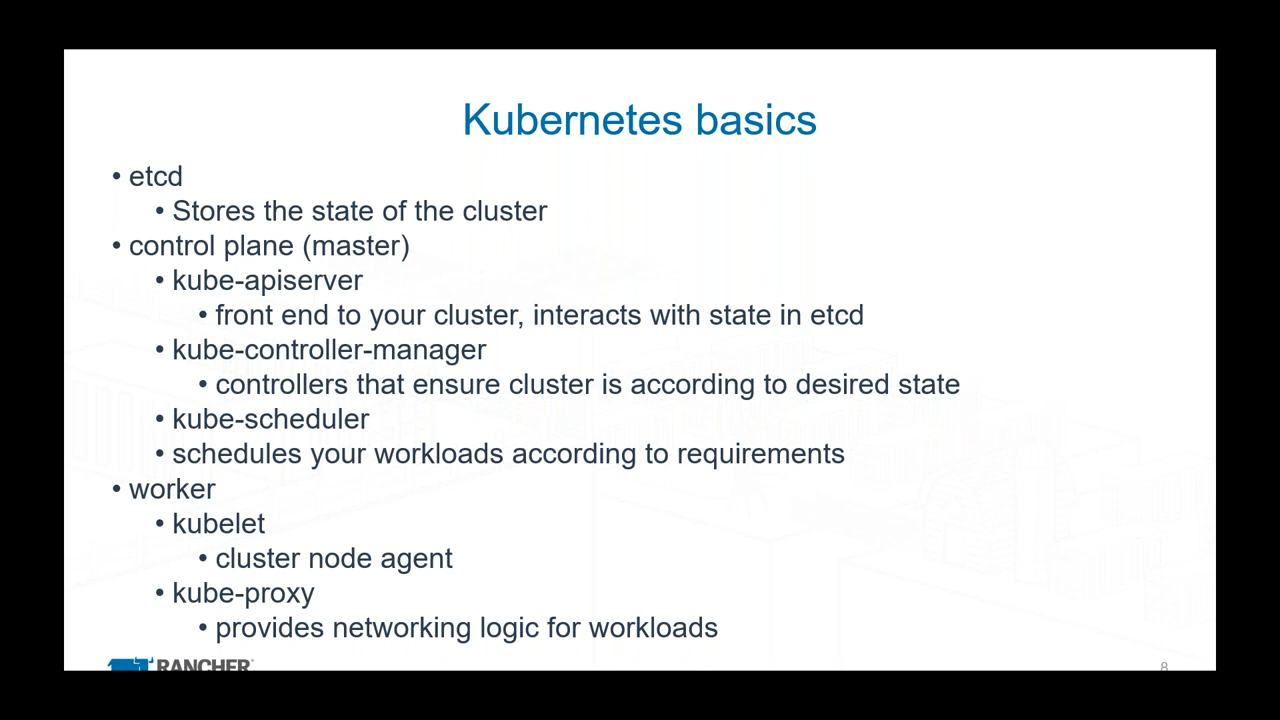 Kubernetes basics
• etcd
• Stores the state of the cluster
• control plane (master)
• kube-apiserver
• front end to your cluster, interacts with state in etcd
• kube-controller-manager
• controllers that ensure cluster is according to desired state
• kube-scheduler
• schedules your workloads according to requirements
• worker
• kubelet
• cluster node agent
• kube-proxy
• provides networking logic for workloads
RANCHER
8